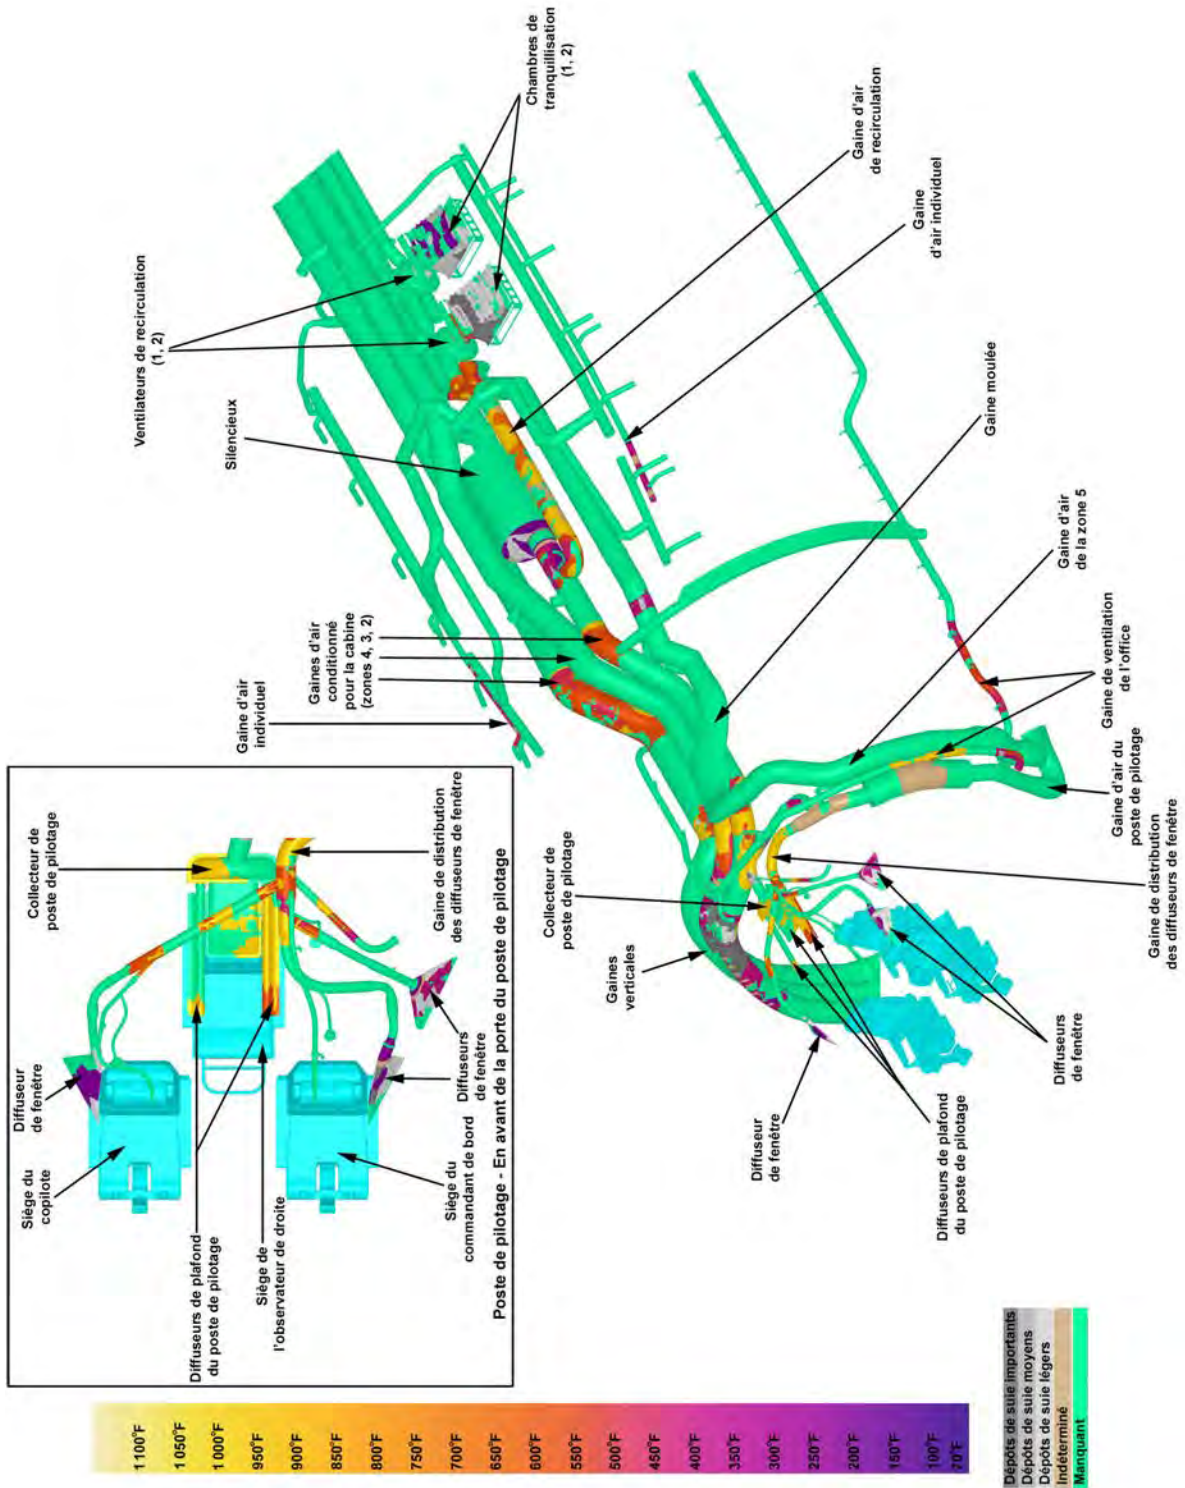 Chambres de
tranquillisation
(1, 2)
Ventilateurs de recirculation
(1, 2)
Silencieux
Gaines d'air
conditionné
pour la cabine
(zones 4, 3, 2)
Gaine d'air
individuel
Gaine d'air
de recirculation
Gaine
d'air individuel
Gaine moulée
Gaine d'air
de la zone 5
Gaine de ventilation
de l'office
Gaine d'air du
poste de pilotage
Gaine de distribution
des diffuseurs de fenêtre
Collecteur de
poste de pilotage
Gaines
verticales
Diffuseur
de fenêtre
Diffuseurs de plafond
du poste de pilotage
Diffuseurs
de fenêtre
Collecteur de
poste de pilotage
Gaine de distribution
des diffuseurs de fenêtre
Diffuseur
de fenêtre
Diffuseurs
de fenêtre
Siège du
copilote
Siège du
commandant de bord
Diffuseurs de plafond
du poste de pilotage
Siège de
l'observateur de droite
Poste de pilotage - En avant de la porte du poste de pilotage
1 100°F
1 050°F
1 000°F
950°F
900°F
850°F
800°F
750°F
700°F
650°F
600°F
550°F
500°F
450°F
400°F
350°F
300°F
250°F
200°F
150°F
100°F
70°F
Dépôts de suie importants
Dépôts de suie moyens
Dépôts de suie légers
Indéterminé
Manquant